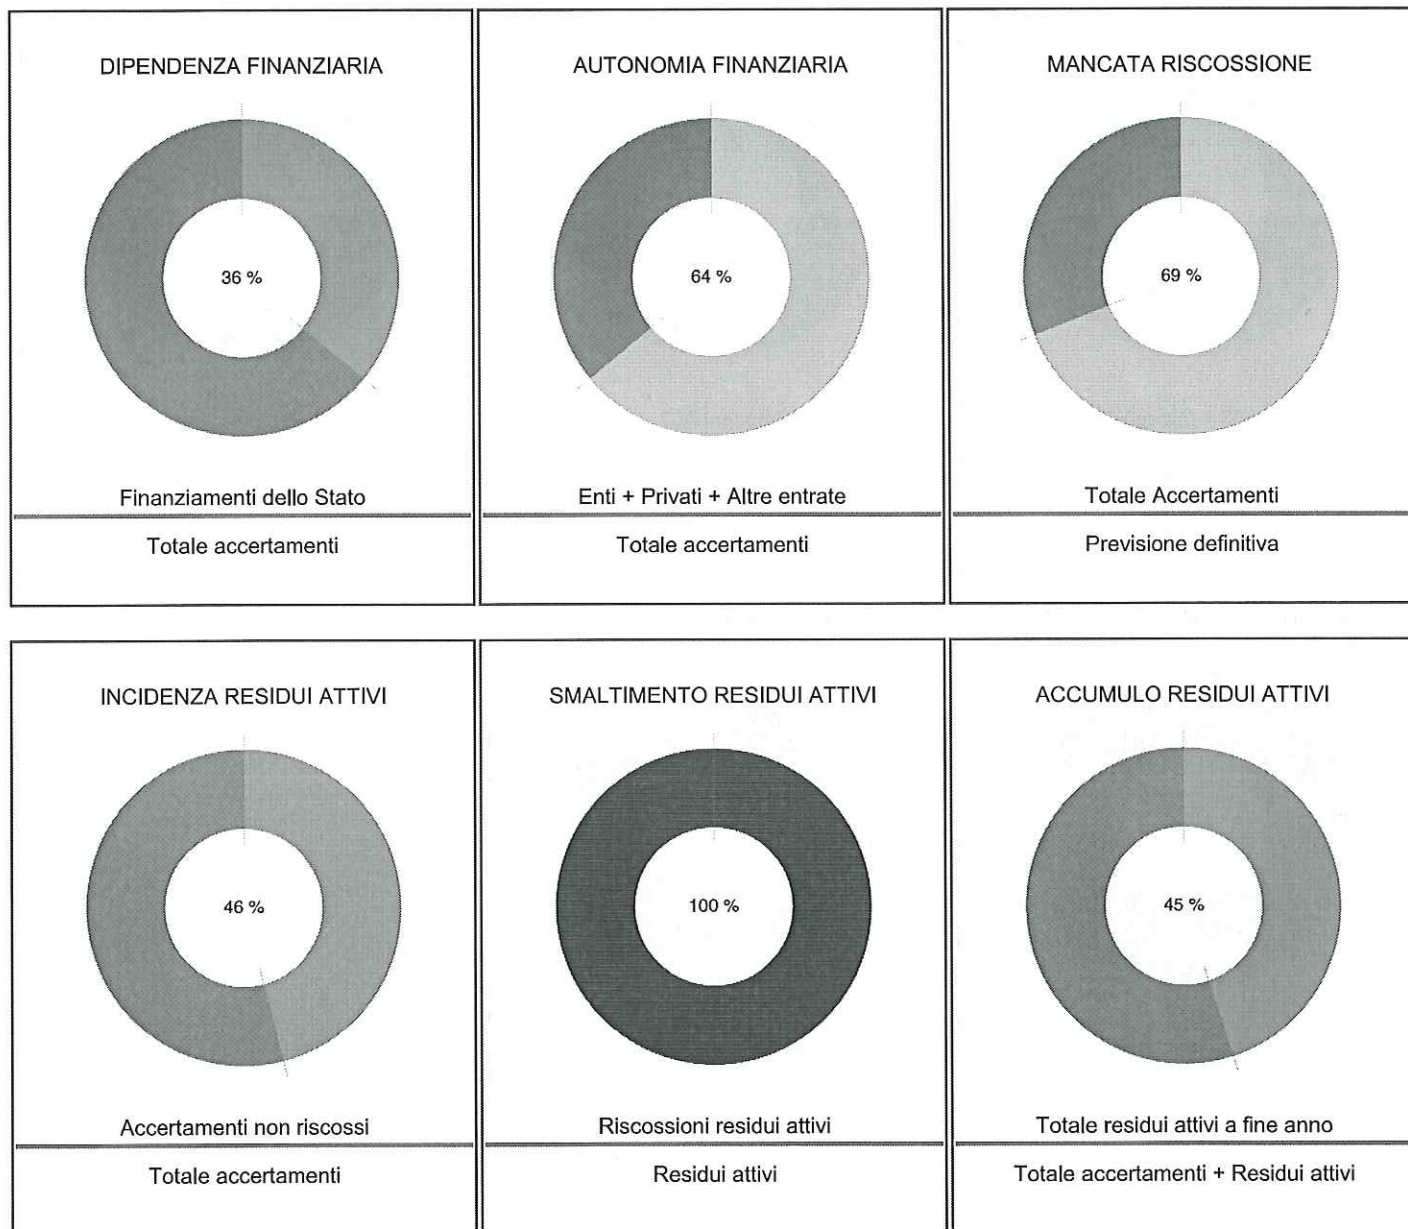 DIPENDENZA FINANZIARIA
36 %
Finanziamenti dello Stato
Totale accertamenti
AUTONOMIA FINANZIARIA
64 %
Enti + Privati + Altre entrate
Totale accertamenti
MANCATA RISCOSSIONE
69 %
Totale Accertamenti
Previsione definitiva
INCIDENZA RESIDUI ATTIVI
46 %
Accertamenti non riscossi
Totale accertamenti
SMALTIMENTO RESIDUI ATTIVI
100 %
Riscossioni residui attivi
Residui attivi
ACCUMULO RESIDUI ATTIVI
45 %
Totale residui attivi a fine anno
Totale accertamenti + Residui attivi